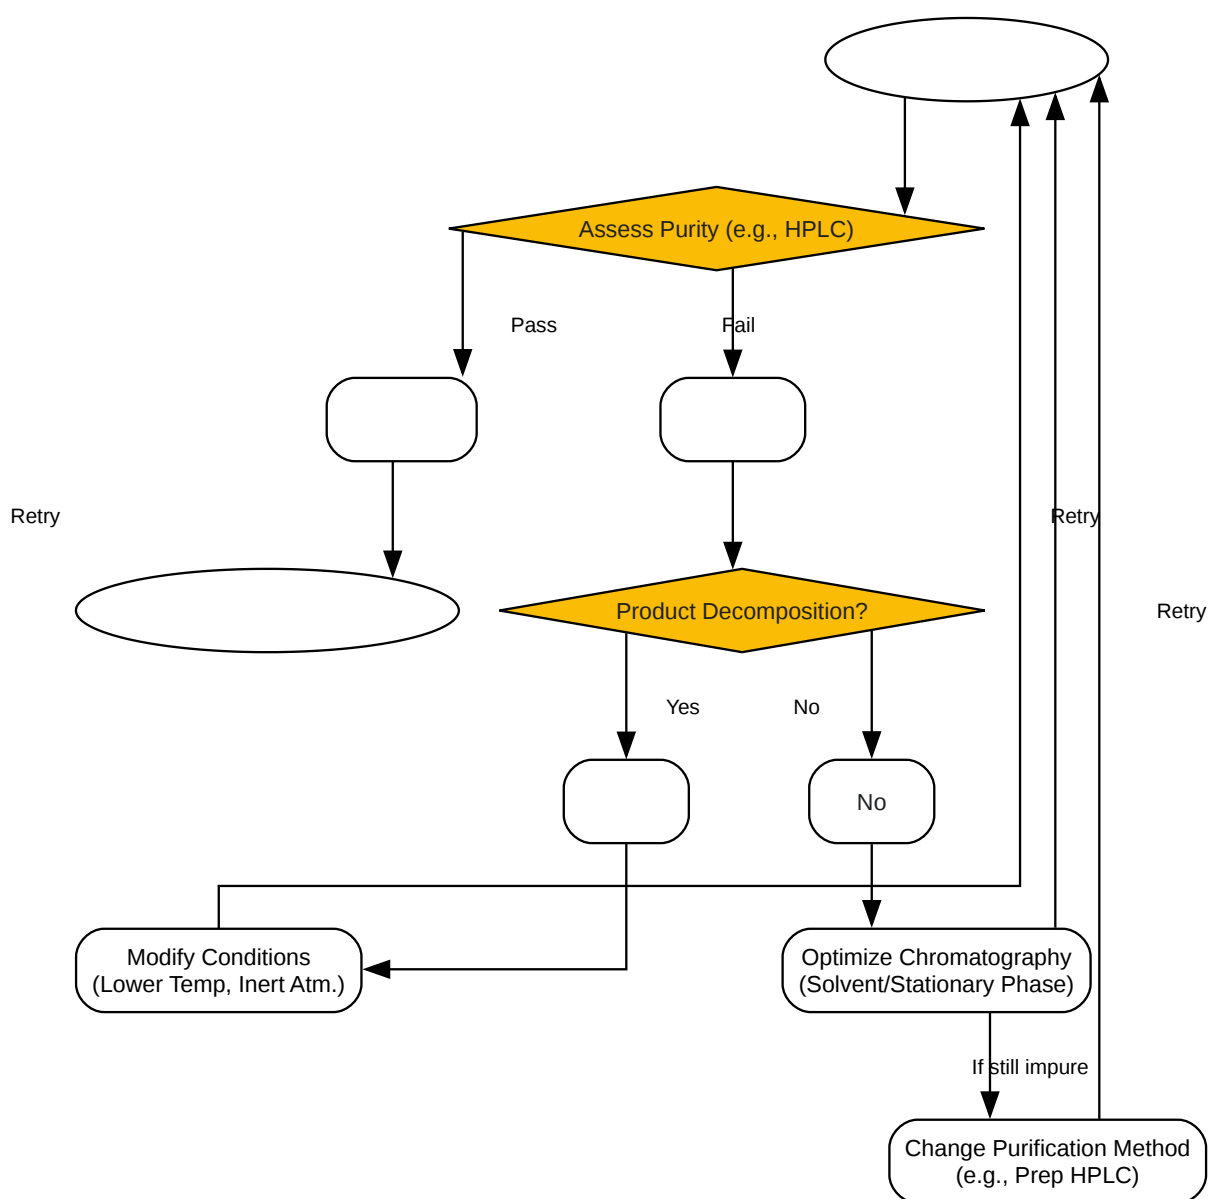 Assess Purity (e.g., HPLC)
Pass
Fail
Retry
Retry
Product Decomposition?
Retry
Yes
No
No
Modify Conditions
(Lower Temp, Inert Atm.)
Optimize Chromatography
(Solvent/Stationary Phase)
If still impure
Change Purification Method
(e.g., Prep HPLC)